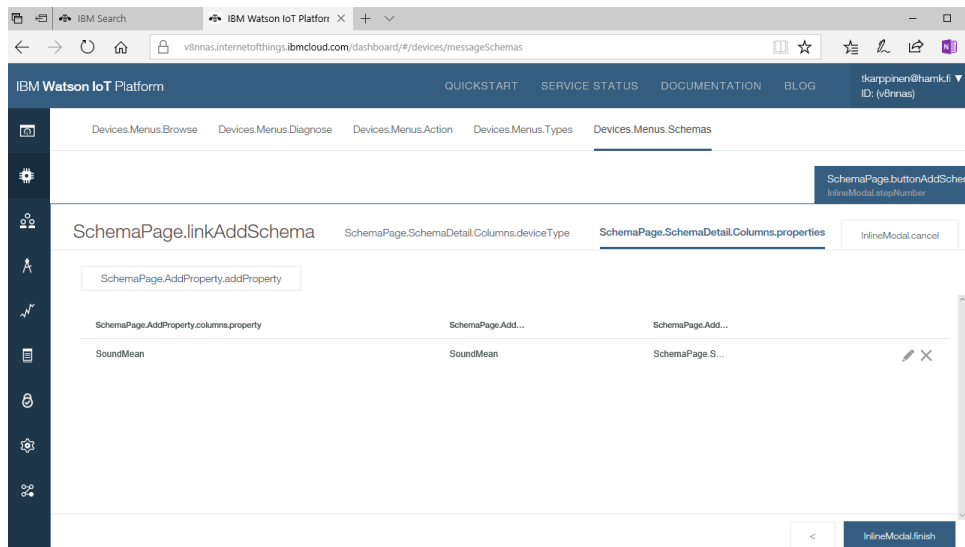 IBM Search
IBM Watson IoT Platforr
v8nnas.internetofthings.ibmcloud.com/dashboard/#/devices/messageSchemas
IBM Watson IoT Platform
QUICKSTART SERVICE STATUS DOCUMENTATION BLOG
tkarppinen@hamk.fi
ID: (v8nnas)
Devices.Menus.Browse Devices.Menus.Diagnose Devices.Menus.Action Devices.Menus.Types Devices.Menus.Schemas
SchemaPage.buttonAddScher
InlineModal.stepNumber
SchemaPage.linkAddSchema SchemaPage.SchemaDetail.Columns.deviceType SchemaPage.SchemaDetail.Columns.properties InlineModal.cancel
SchemaPage.AddProperty.addProperty
SchemaPage.AddProperty.columns.property SchemaPage.Add... SchemaPage.Add...
SoundMean SoundMean SchemaPage.S...
< InlineModal.finish